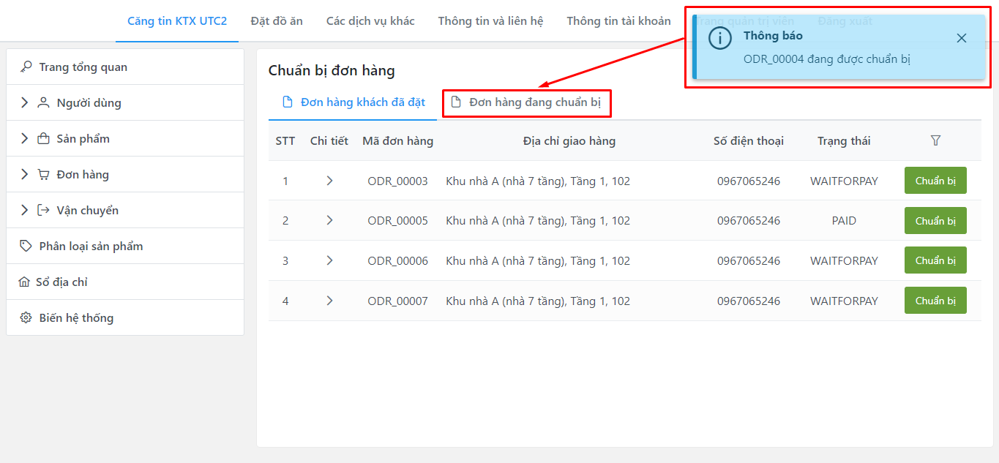 Căng tin KTX UTC2 Đặt đồ ăn Các dịch vụ khác Thông tin và liên hệ Thông tin tài khoản Trang quản trị viên Đăng xuất
Thông báo
ODR_00004 đang được chuẩn bị
Trang tổng quan
Người dùng
Sản phẩm
Đơn hàng
Vận chuyển
Phân loại sản phẩm
Sổ địa chỉ
Biến hệ thống
Chuẩn bị đơn hàng
Đơn hàng khách đã đặt Đơn hàng đang chuẩn bị
STT Chi tiết Mã đơn hàng Địa chỉ giao hàng Số điện thoại Trạng thái
1 ODR_00003 Khu nhà A (nhà 7 tầng), Tầng 1, 102 0967065246 WAITFORPAY Chuẩn bị
2 ODR_00005 Khu nhà A (nhà 7 tầng), Tầng 1, 102 0967065246 PAID Chuẩn bị
3 ODR_00006 Khu nhà A (nhà 7 tầng), Tầng 1, 102 0967065246 WAITFORPAY Chuẩn bị
4 ODR_00007 Khu nhà A (nhà 7 tầng), Tầng 1, 102 0967065246 WAITFORPAY Chuẩn bị